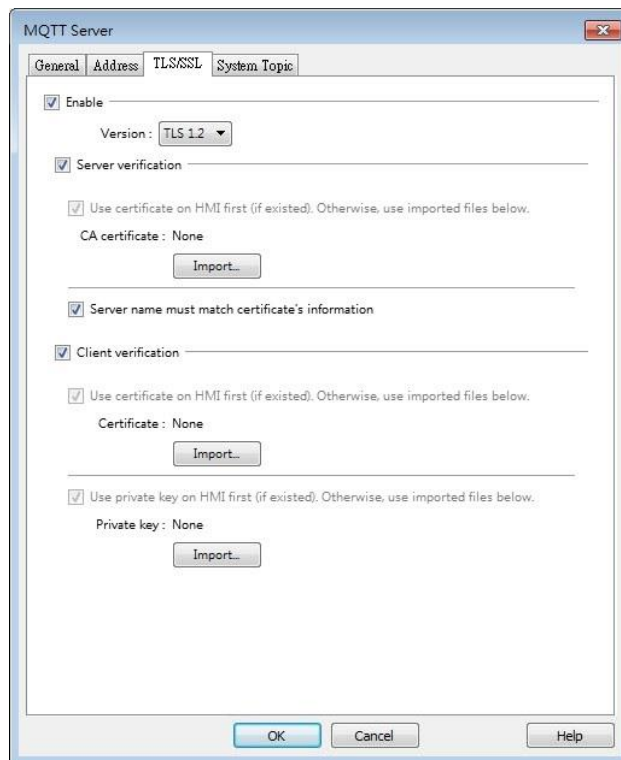 MQTT Server
General Address TLS/SSL System Topic
Enable
Version : TLS 1.2
Server verification
Use certificate on HMI first (if existed). Otherwise, use imported files below.
CA certificate : None
Import...
Server name must match certificate's information
Client verification
Use certificate on HMI first (if existed). Otherwise, use imported files below.
Certificate : None
Import...
Use private key on HMI first (if existed). Otherwise, use imported files below.
Private key : None
Import...
OK Cancel Help